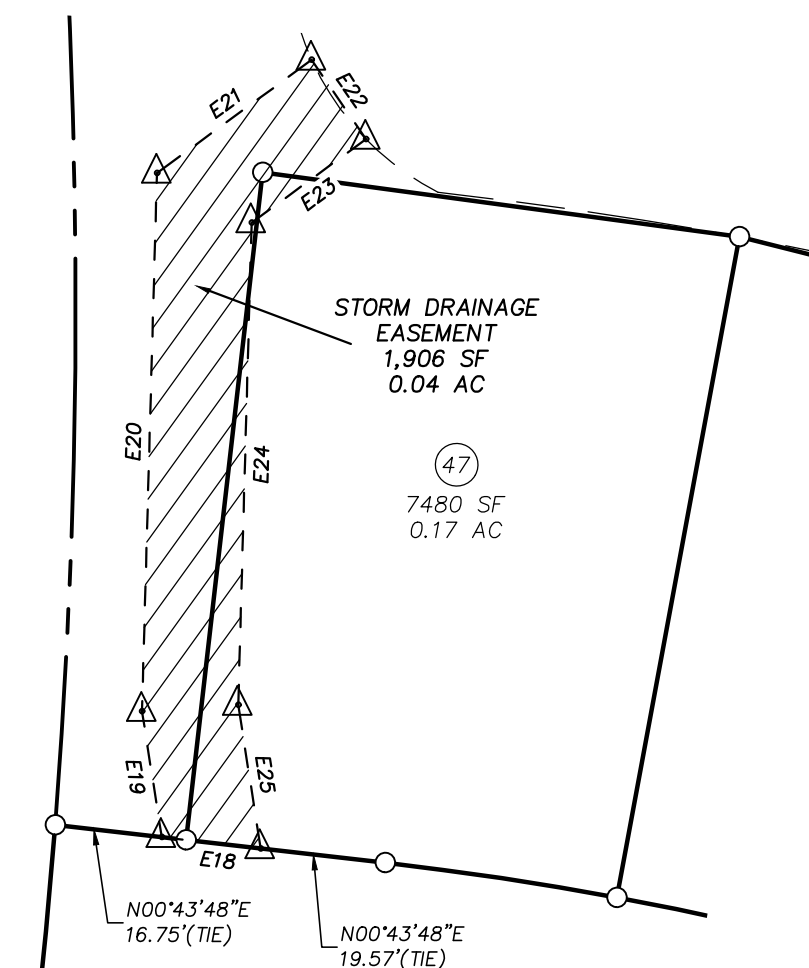 E21
E22
E23
STORM DRAINAGE
EASEMENT
1,906 SF
0.04 AC
E20
E24
47
7480 SF
0.17 AC
E19
E25
E18
N00°43'48"E
16.75'(TIE)
N00°43'48"E
19.57'(TIE)